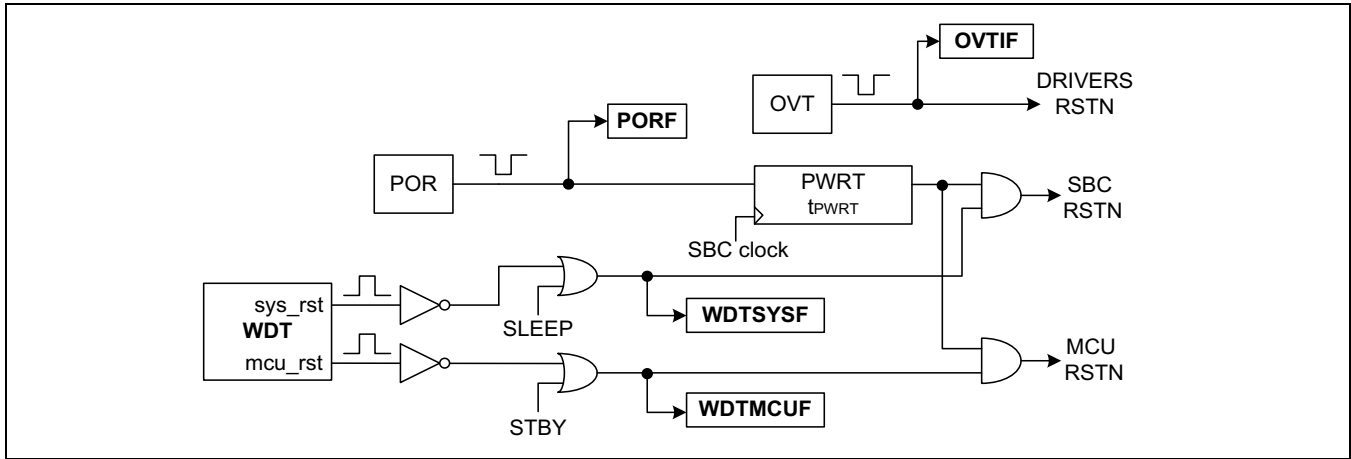 OVTIF
OVT
DRIVERS
RSTN
PORF
POR
PWRT
tPWRT
SBC
RSTN
SBC clock
sys_rst
WDT
mcu_rst
SLEEP
WDTSYSF
MCU
RSTN
STBY
WDTMCUF